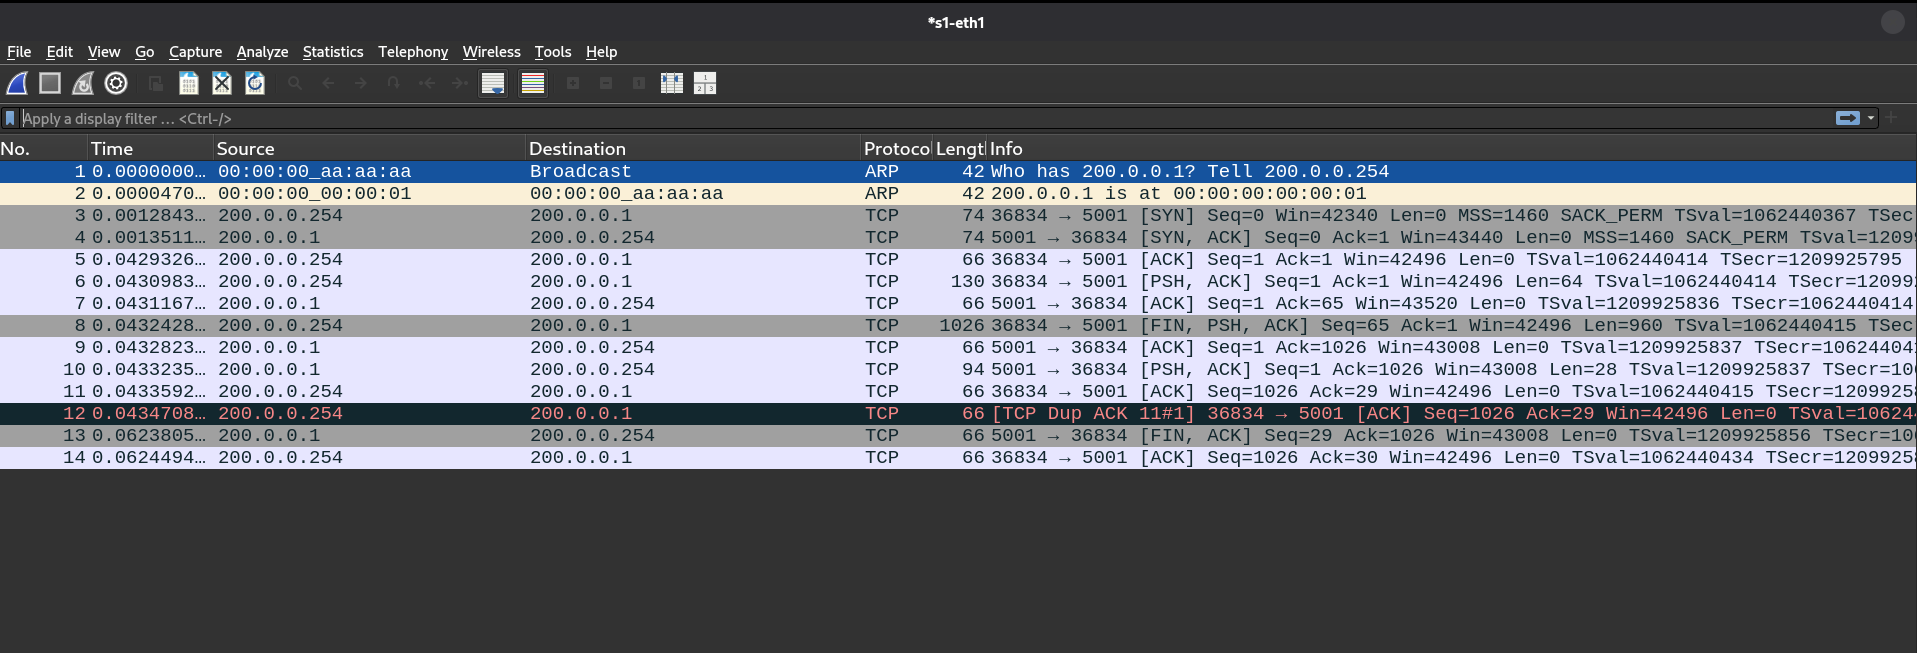 *s1-eth1
File Edit View Go Capture Analyze Statistics Telephony Wireless Tools Help
Apply a display filter … <Ctrl-/>
No. Time Source Destination Protoco Lengtl Info
1 0.0000000… 00:00:00_aa:aa:aa Broadcast ARP 42 Who has 200.0.0.1? Tell 200.0.0.254
2 0.0000470… 00:00:00_00:00:01 00:00:00_aa:aa:aa ARP 42 200.0.0.1 is at 00:00:00:00:00:01
3 0.0012843… 200.0.0.254 200.0.0.1 TCP 74 36834 → 5001 [SYN] Seq=0 Win=42340 Len=0 MSS=1460 SACK_PERM TSval=1062440367 TSec
4 0.0013511… 200.0.0.1 200.0.0.254 TCP 74 5001 → 36834 [SYN, ACK] Seq=0 Ack=1 Win=43440 Len=0 MSS=1460 SACK_PERM TSval=1209
5 0.0429326… 200.0.0.254 200.0.0.1 TCP 66 36834 → 5001 [ACK] Seq=1 Ack=1 Win=42496 Len=0 TSval=1062440414 TSecr=1209925795
6 0.0430983… 200.0.0.254 200.0.0.1 TCP 130 36834 → 5001 [PSH, ACK] Seq=1 Ack=1 Win=42496 Len=64 TSval=1062440414 TSecr=12099
7 0.0431167… 200.0.0.1 200.0.0.254 TCP 66 5001 → 36834 [ACK] Seq=1 Ack=65 Win=43520 Len=0 TSval=1209925836 TSecr=1062440414
8 0.0432428… 200.0.0.254 200.0.0.1 TCP 1026 36834 → 5001 [FIN, PSH, ACK] Seq=65 Ack=1 Win=42496 Len=960 TSval=1062440415 TSec
9 0.0432823… 200.0.0.1 200.0.0.254 TCP 66 5001 → 36834 [ACK] Seq=1 Ack=1026 Win=43008 Len=0 TSval=1209925837 TSecr=10624404
10 0.0433235… 200.0.0.1 200.0.0.254 TCP 94 5001 → 36834 [PSH, ACK] Seq=1 Ack=1026 Win=43008 Len=28 TSval=1209925837 TSecr=10
11 0.0433592… 200.0.0.254 200.0.0.1 TCP 66 36834 → 5001 [ACK] Seq=1026 Ack=29 Win=42496 Len=0 TSval=1062440415 TSecr=1209925
12 0.0434708… 200.0.0.254 200.0.0.1 TCP 66 [TCP Dup ACK 11#1] 36834 → 5001 [ACK] Seq=1026 Ack=29 Win=42496 Len=0 TSval=10624
13 0.0623805… 200.0.0.1 200.0.0.254 TCP 66 5001 → 36834 [FIN, ACK] Seq=29 Ack=1026 Win=43008 Len=0 TSval=1209925856 TSecr=10
14 0.0624494… 200.0.0.254 200.0.0.1 TCP 66 36834 → 5001 [ACK] Seq=1026 Ack=30 Win=42496 Len=0 TSval=1062440434 TSecr=1209925